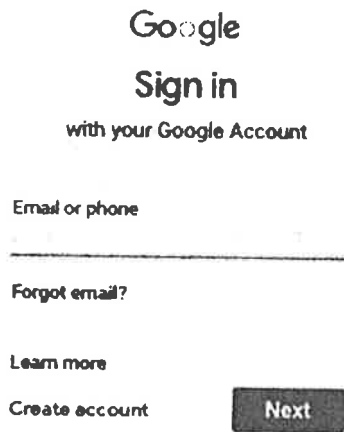 Google
Sign in
with your Google Account
Email or phone
Forgot email?
Learn more
Create account
Next